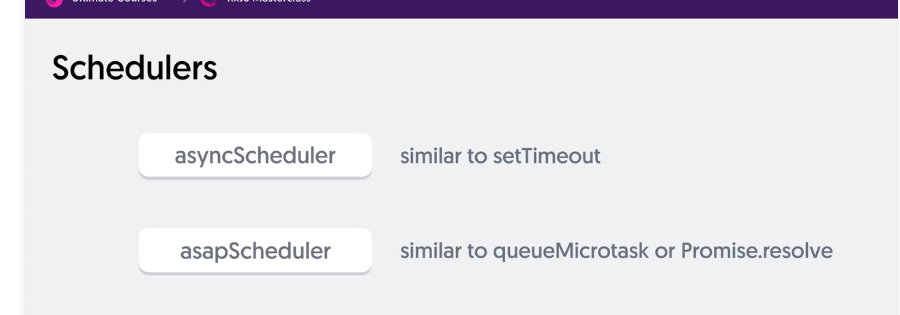 Ultimate Courses / RxJS Masterclass
Schedulers
asyncScheduler similar to setTimeout
asapScheduler similar to queueMicrotask or Promise.resolve